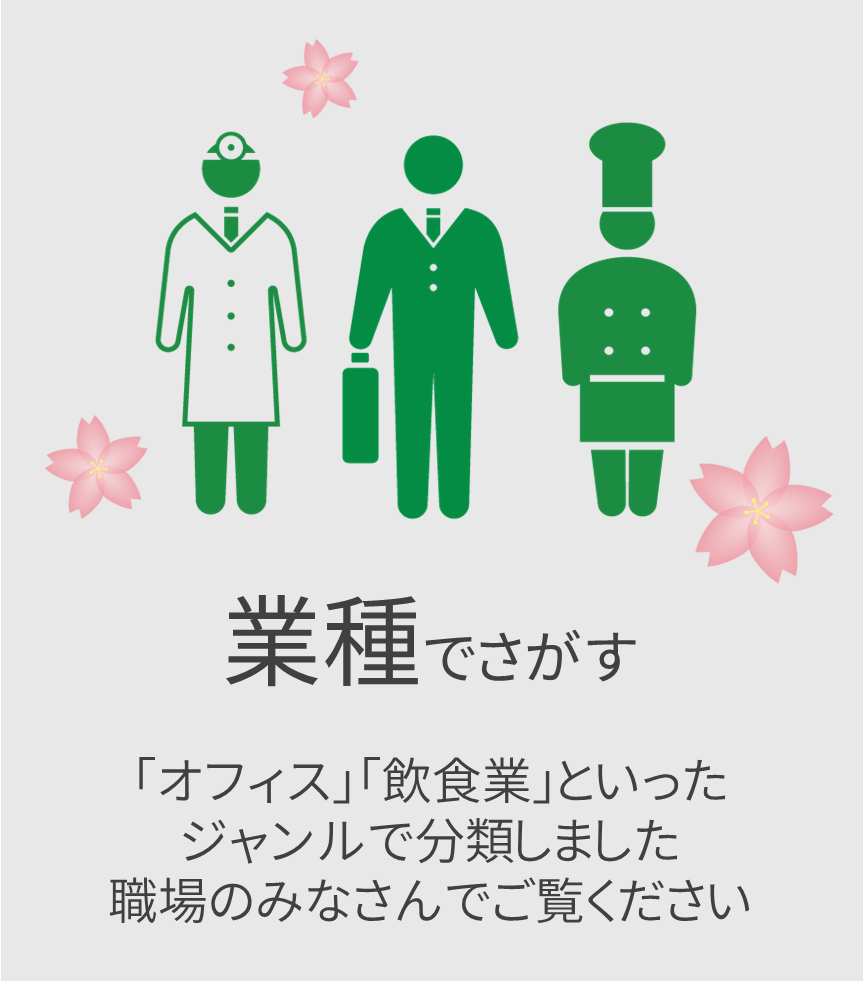 業種でさがす
「オフィス」「飲食業」といった
ジャンルで分類しました
職場のみなさんでご覧ください